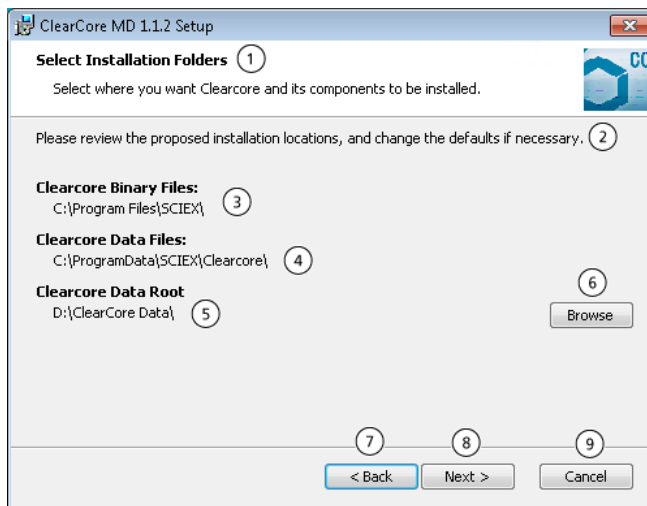 ClearCore MD 1.1.2 Setup
Select Installation Folders 1
Select where you want Clearcore and its components to be installed.
CO
Please review the proposed installation locations, and change the defaults if necessary. 2
Clearcore Binary Files:
C:\Program Files\SCIEX\ 3
Clearcore Data Files:
C:\ProgramData\SCIEX\Clearcore\ 4
Clearcore Data Root
D:\ClearCore Data\ 5
6
Browse
7 8 9
< Back Next > Cancel